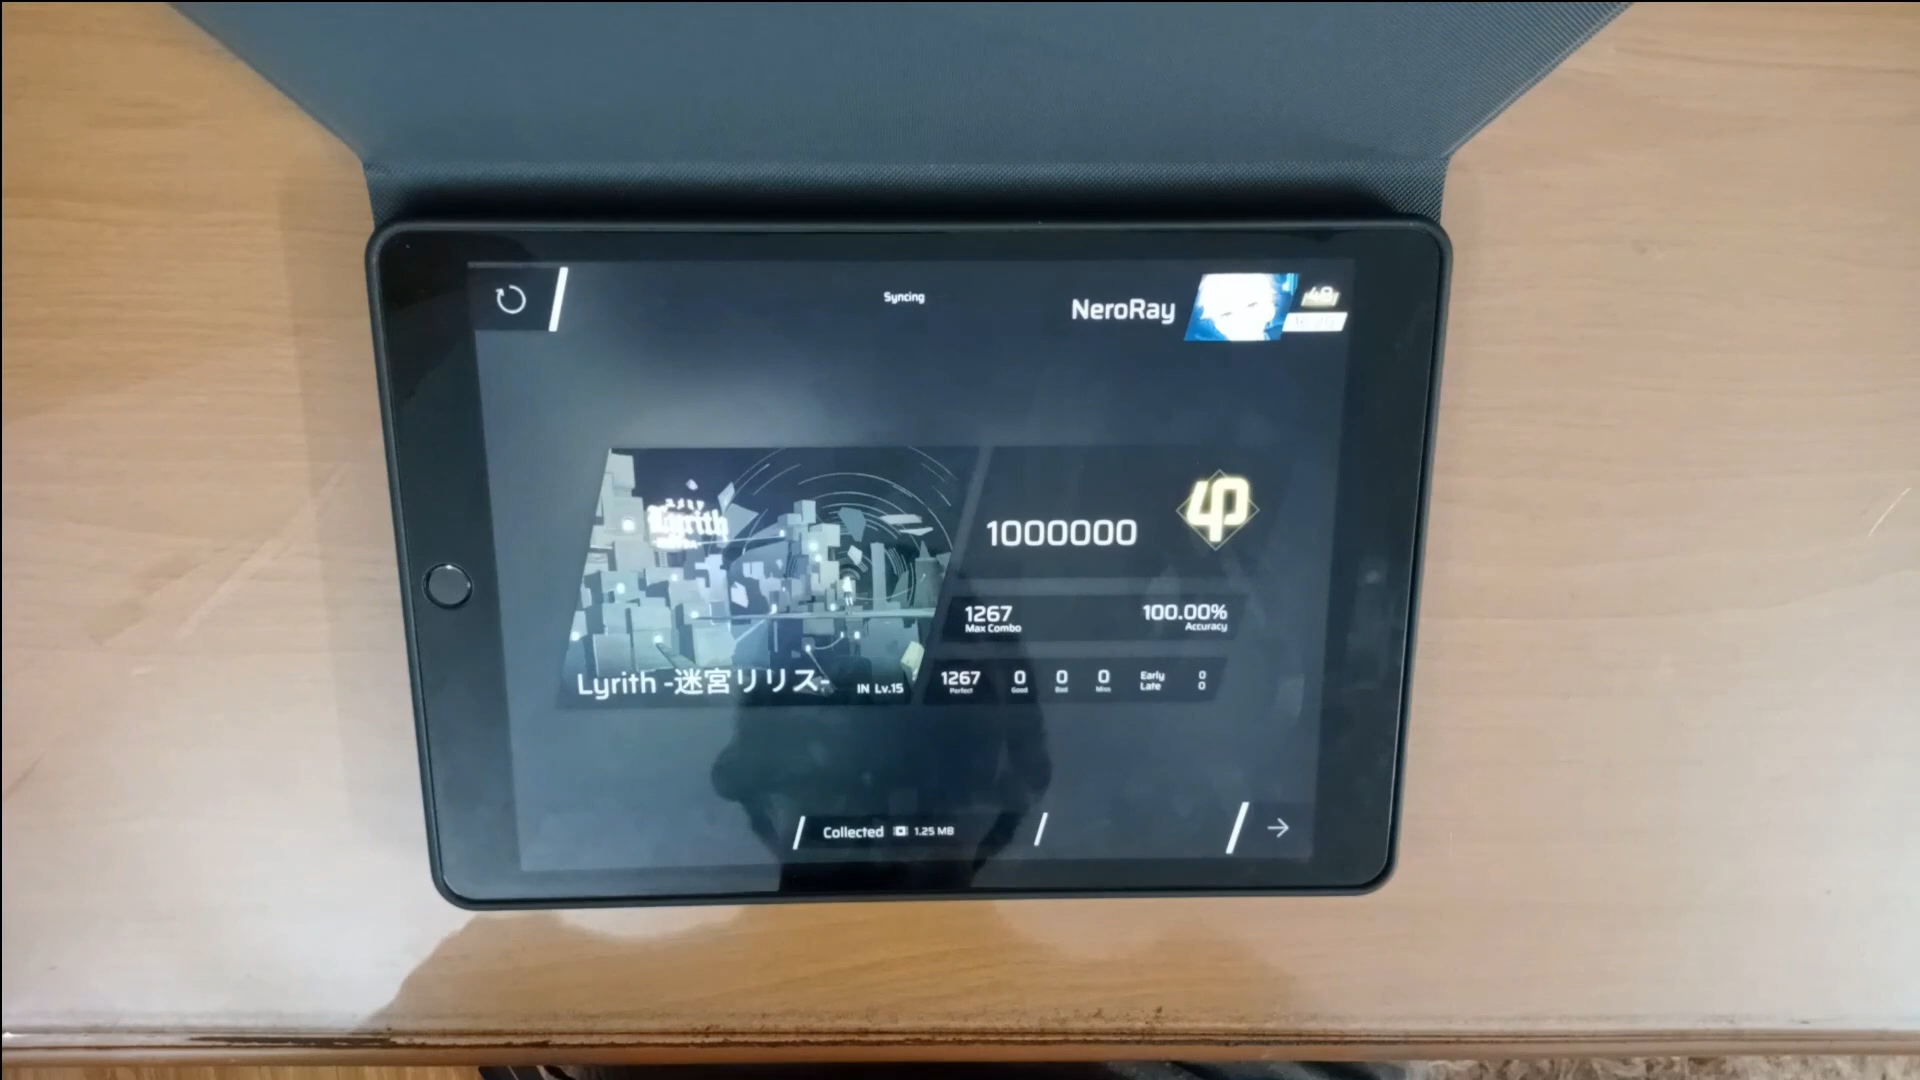 Syncing
NeroRay
Lyrith
1000000
φ
1267
Max Combo
100.00%
Accuracy
Lyrith -迷宮リリス-
IN Lv.15
1267
Perfect
0
Good
0
Bad
0
Miss
Early 0
Late 0
Collected 1.25 MB